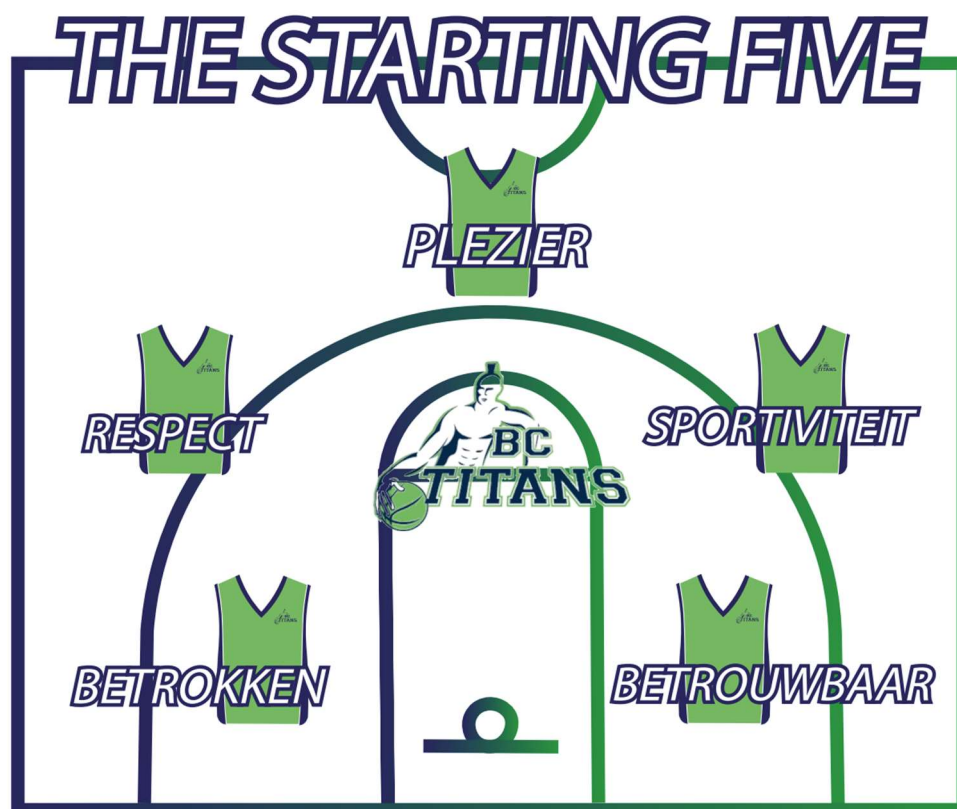 THE STARTING FIVE
PLEZIER
RESPECT
SPORTIVITEIT
BC
TITANS
BETROKKEN
BETROUWBAAR